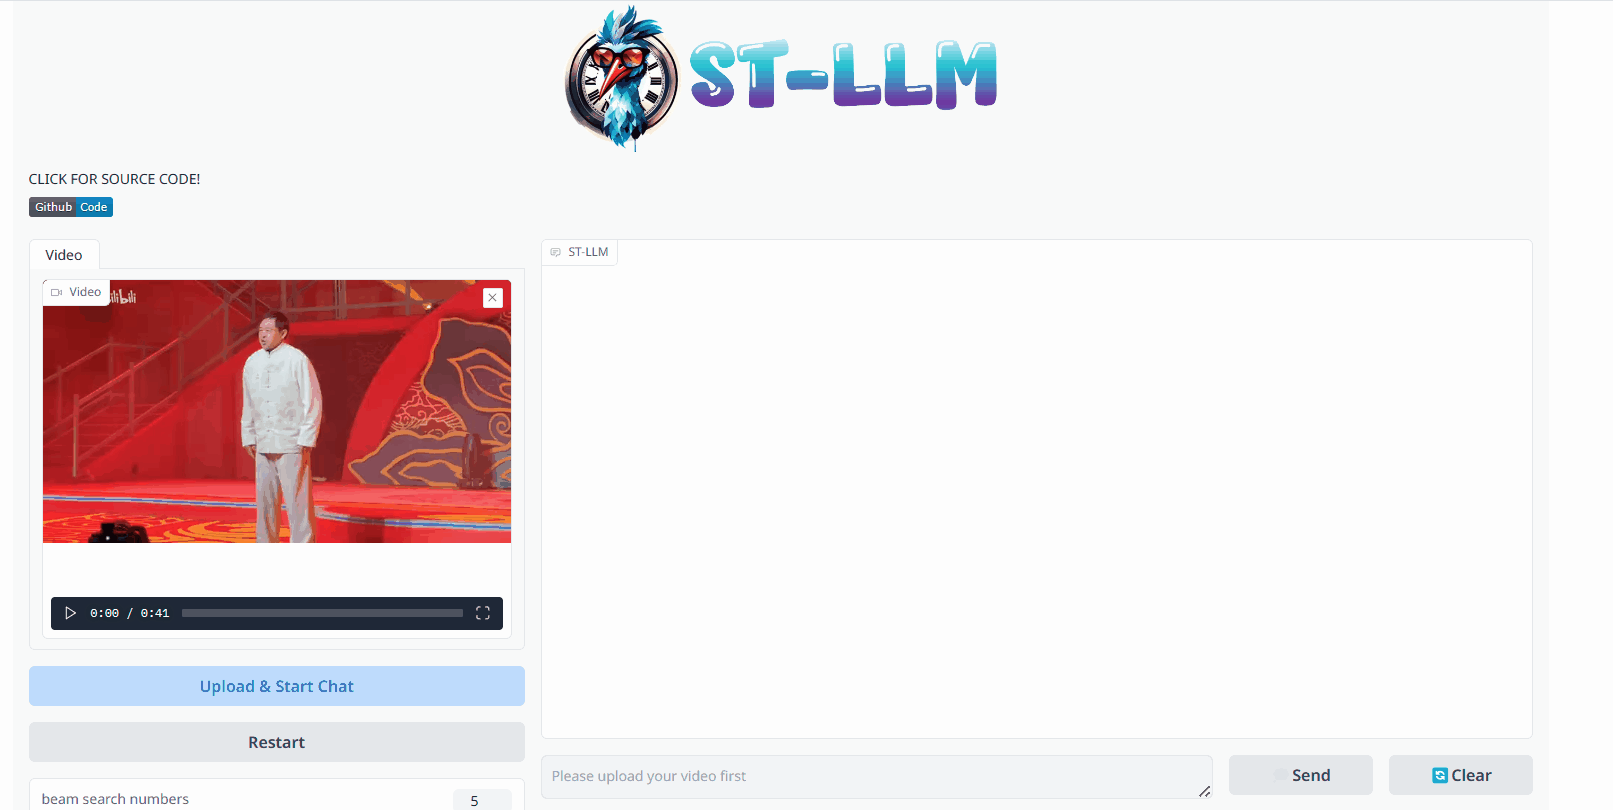 ST-LLM
CLICK FOR SOURCE CODE!
Github Code
Video
Video
ST-LLM
0:00 / 0:41
Upload & Start Chat
Restart
Please upload your video first
Send
Clear
beam search numbers
5